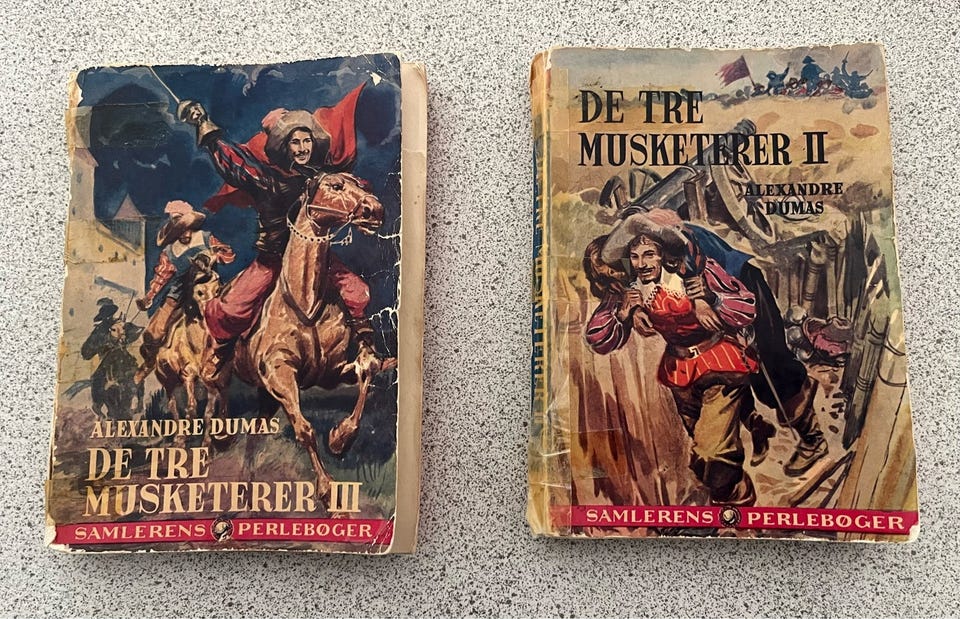 ALEXANDRE DUMAS
DE TRE
MUSKETERER III
SAMLERENS PERLEBØGER
DE TRE
MUSKETERER II
ALEXANDRE
DUMAS
SAMLERENS PERLEBØGER